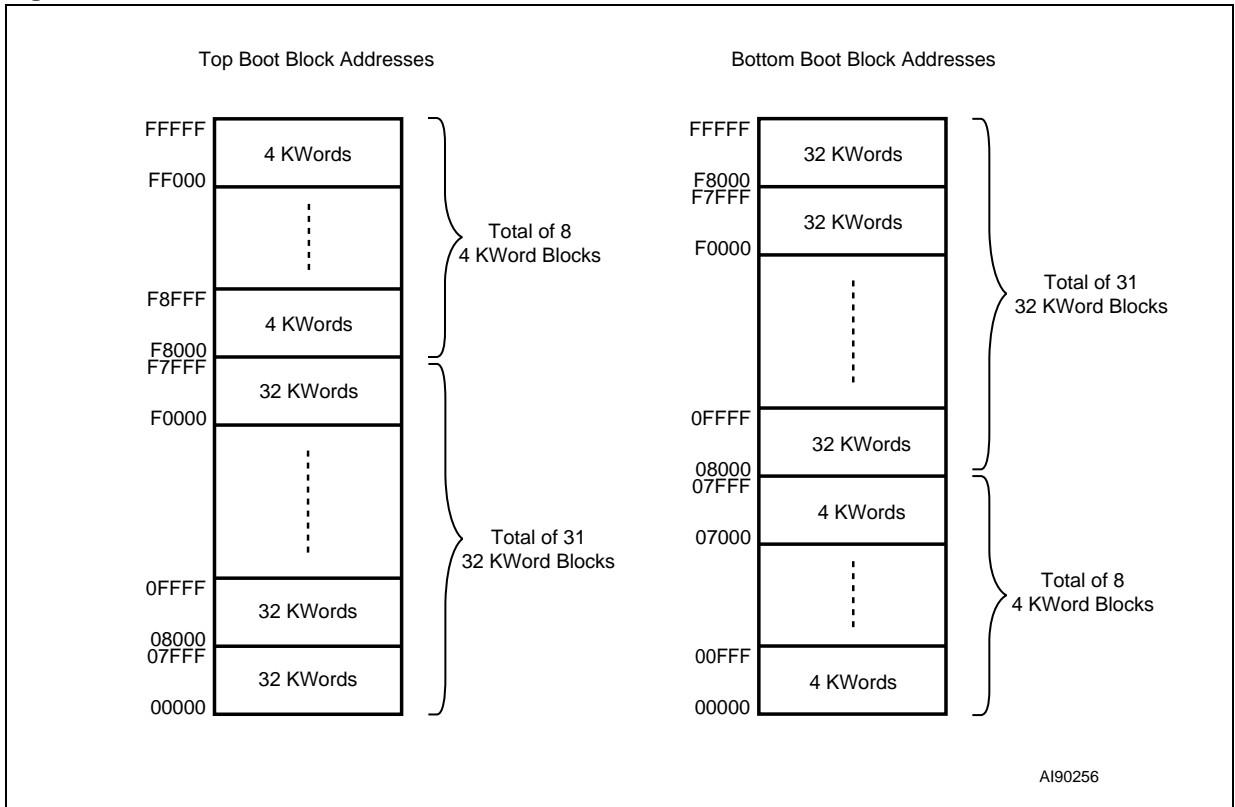 Top Boot Block Addresses
FFFFF
4 KWords
FF000
Total of 8
4 KWord Blocks
F8FFF
4 KWords
F8000
F7FFF
32 KWords
F0000
Total of 31
32 KWord Blocks
0FFFF
32 KWords
08000
07FFF
32 KWords
00000
Bottom Boot Block Addresses
FFFFF
32 KWords
F8000
F7FFF
32 KWords
F0000
Total of 31
32 KWord Blocks
0FFFF
32 KWords
08000
07FFF
4 KWords
07000
Total of 8
4 KWord Blocks
00FFF
4 KWords
00000
AI90256